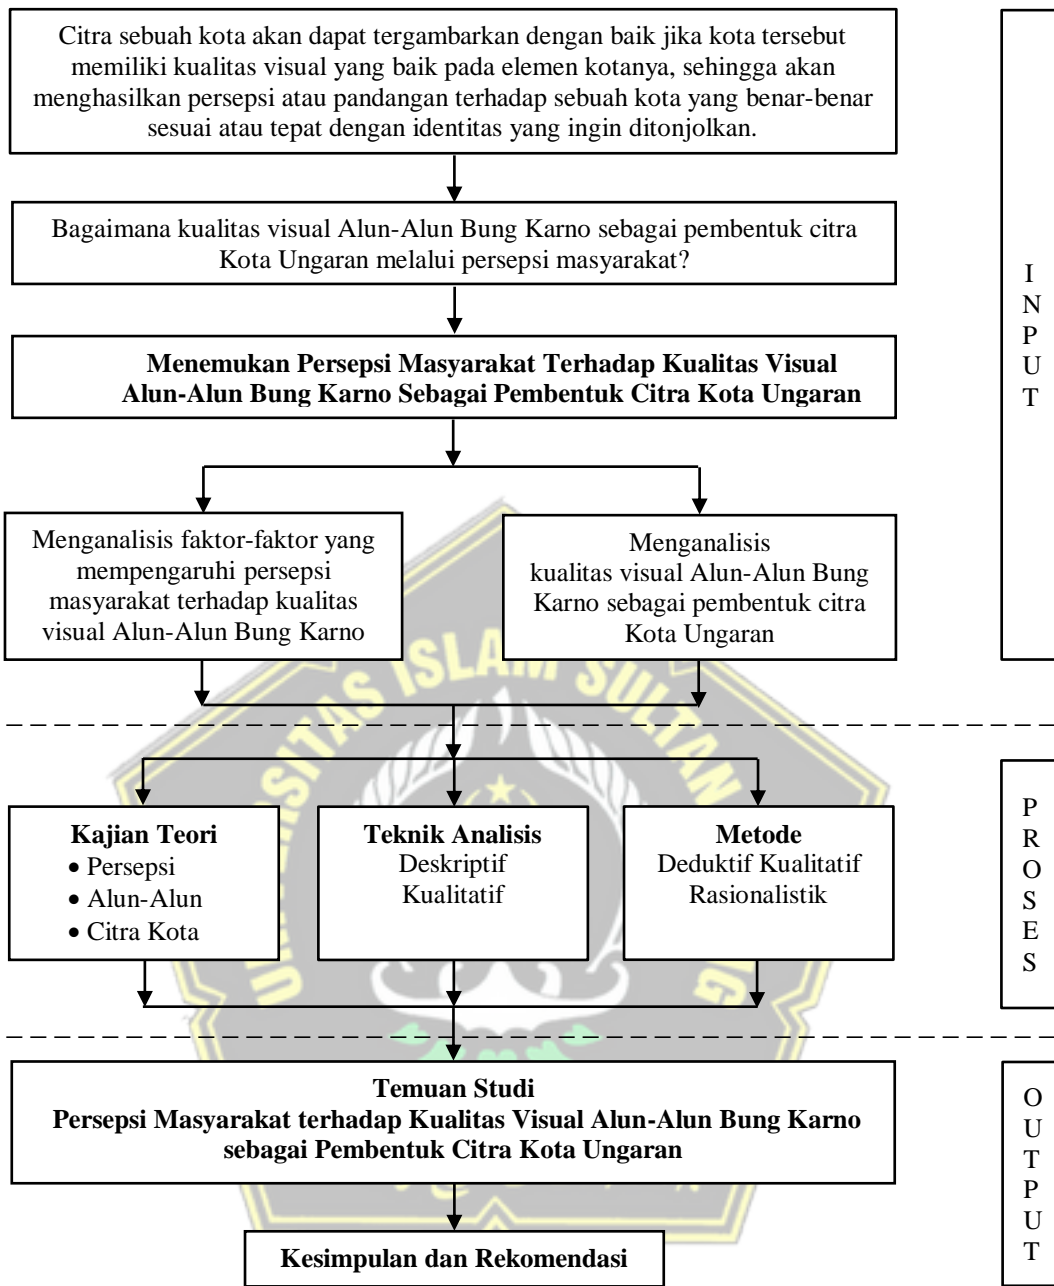 Citra sebuah kota akan dapat tergambarkan dengan baik jika kota tersebut
memiliki kualitas visual yang baik pada elemen kotanya, sehingga akan
menghasilkan persepsi atau pandangan terhadap sebuah kota yang benar-benar
sesuai atau tepat dengan identitas yang ingin ditonjolkan.
Bagaimana kualitas visual Alun-Alun Bung Karno sebagai pembentuk citra
Kota Ungaran melalui persepsi masyarakat?
Menemukan Persepsi Masyarakat Terhadap Kualitas Visual
Alun-Alun Bung Karno Sebagai Pembentuk Citra Kota Ungaran
Menganalisis faktor-faktor yang
mempengaruhi persepsi
masyarakat terhadap kualitas
visual Alun-Alun Bung Karno
Menganalisis
kualitas visual Alun-Alun Bung
Karno sebagai pembentuk citra
Kota Ungaran
INPUT
UNIVERSITAS ISLAM SULTAN
Kajian Teori
• Persepsi
• Alun-Alun
• Citra Kota
Teknik Analisis
Deskriptif
Kualitatif
Metode
Deduktif Kualitatif
Rasionalistik
PROSES
Temuan Studi
Persepsi Masyarakat terhadap Kualitas Visual Alun-Alun Bung Karno
sebagai Pembentuk Citra Kota Ungaran
Kesimpulan dan Rekomendasi
OUTPUT